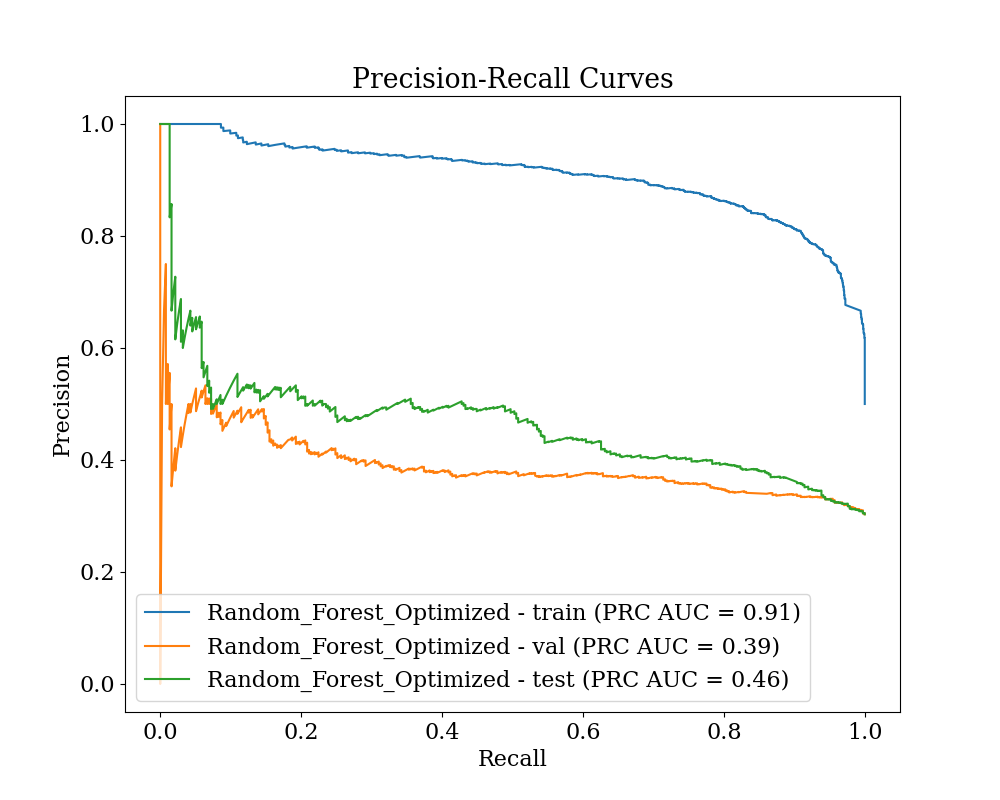 Precision-Recall Curves
1.0
0.8
0.6
0.4
0.2
0.0
Precision
Random_Forest_Optimized - train (PRC AUC = 0.91)
Random_Forest_Optimized - val (PRC AUC = 0.39)
Random_Forest_Optimized - test (PRC AUC = 0.46)
0.0 0.2 0.4 0.6 0.8 1.0
Recall